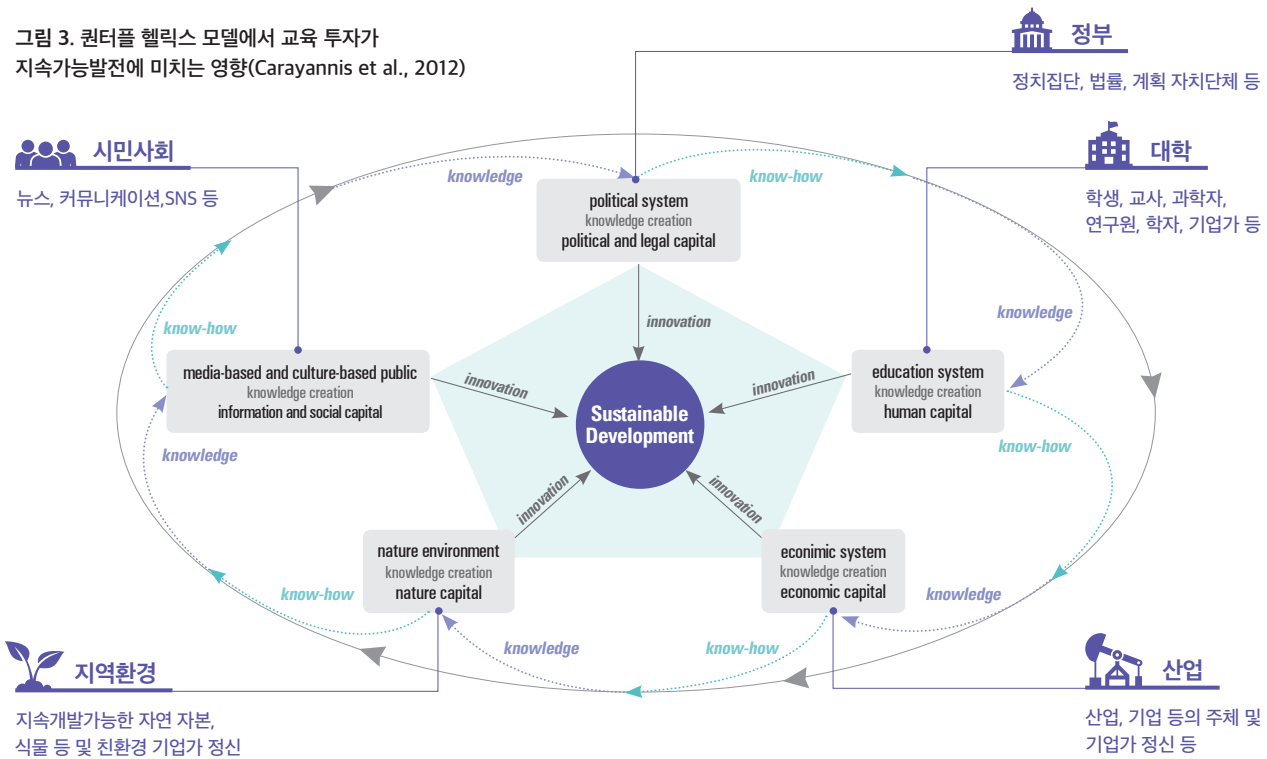 그림 3. 퀀터플 헬릭스 모델에서 교육 투자가
지속가능발전에 미치는 영향(Carayannis et al., 2012)
정부
정치집단, 법률, 계획 자치단체 등
시민사회
뉴스, 커뮤니케이션,SNS 등
대학
학생, 교사, 과학자,
연구원, 학자, 기업가 등
knowledge
know-how
political system
knowledge creation
political and legal capital
innovation
know-how
knowledge
media-based and culture-based public
knowledge creation
information and social capital
innovation
innovation
education system
knowledge creation
human capital
Sustainable
Development
knowledge
know-how
innovation
innovation
nature environment
knowledge creation
nature capital
econimic system
knowledge creation
economic capital
know-how
knowledge
know-how
knowledge
지역환경
지속개발가능한 자연 자본,
식물 등 및 친환경 기업가 정신
산업
산업, 기업 등의 주체 및
기업가 정신 등